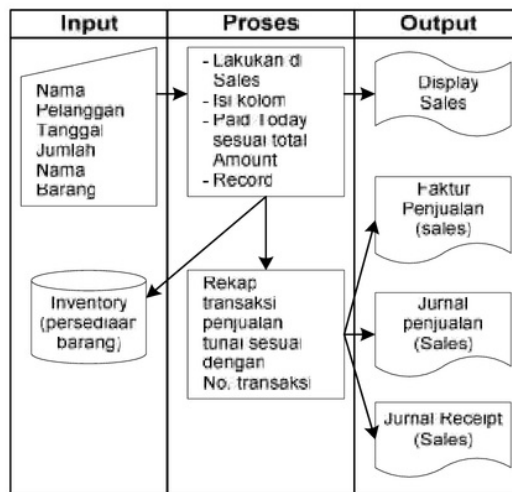 Input
Proses
Output
Nama
Pelanggan
Tanggal
Jumlah
Nama
Barang
- Lakukan di
Sales
- Isi kolom
- Paid Today
sesuai total
Amount
- Record
Display
Sales
Faktur
Penjualan
(sales)
Inventory
(persediaan
barang)
Rekap
transaksi
penjualan
tunai sesuai
dengan
No. transaksi
Jurnal
penjualan
(Sales)
Jurnal Receipt
(Sales)